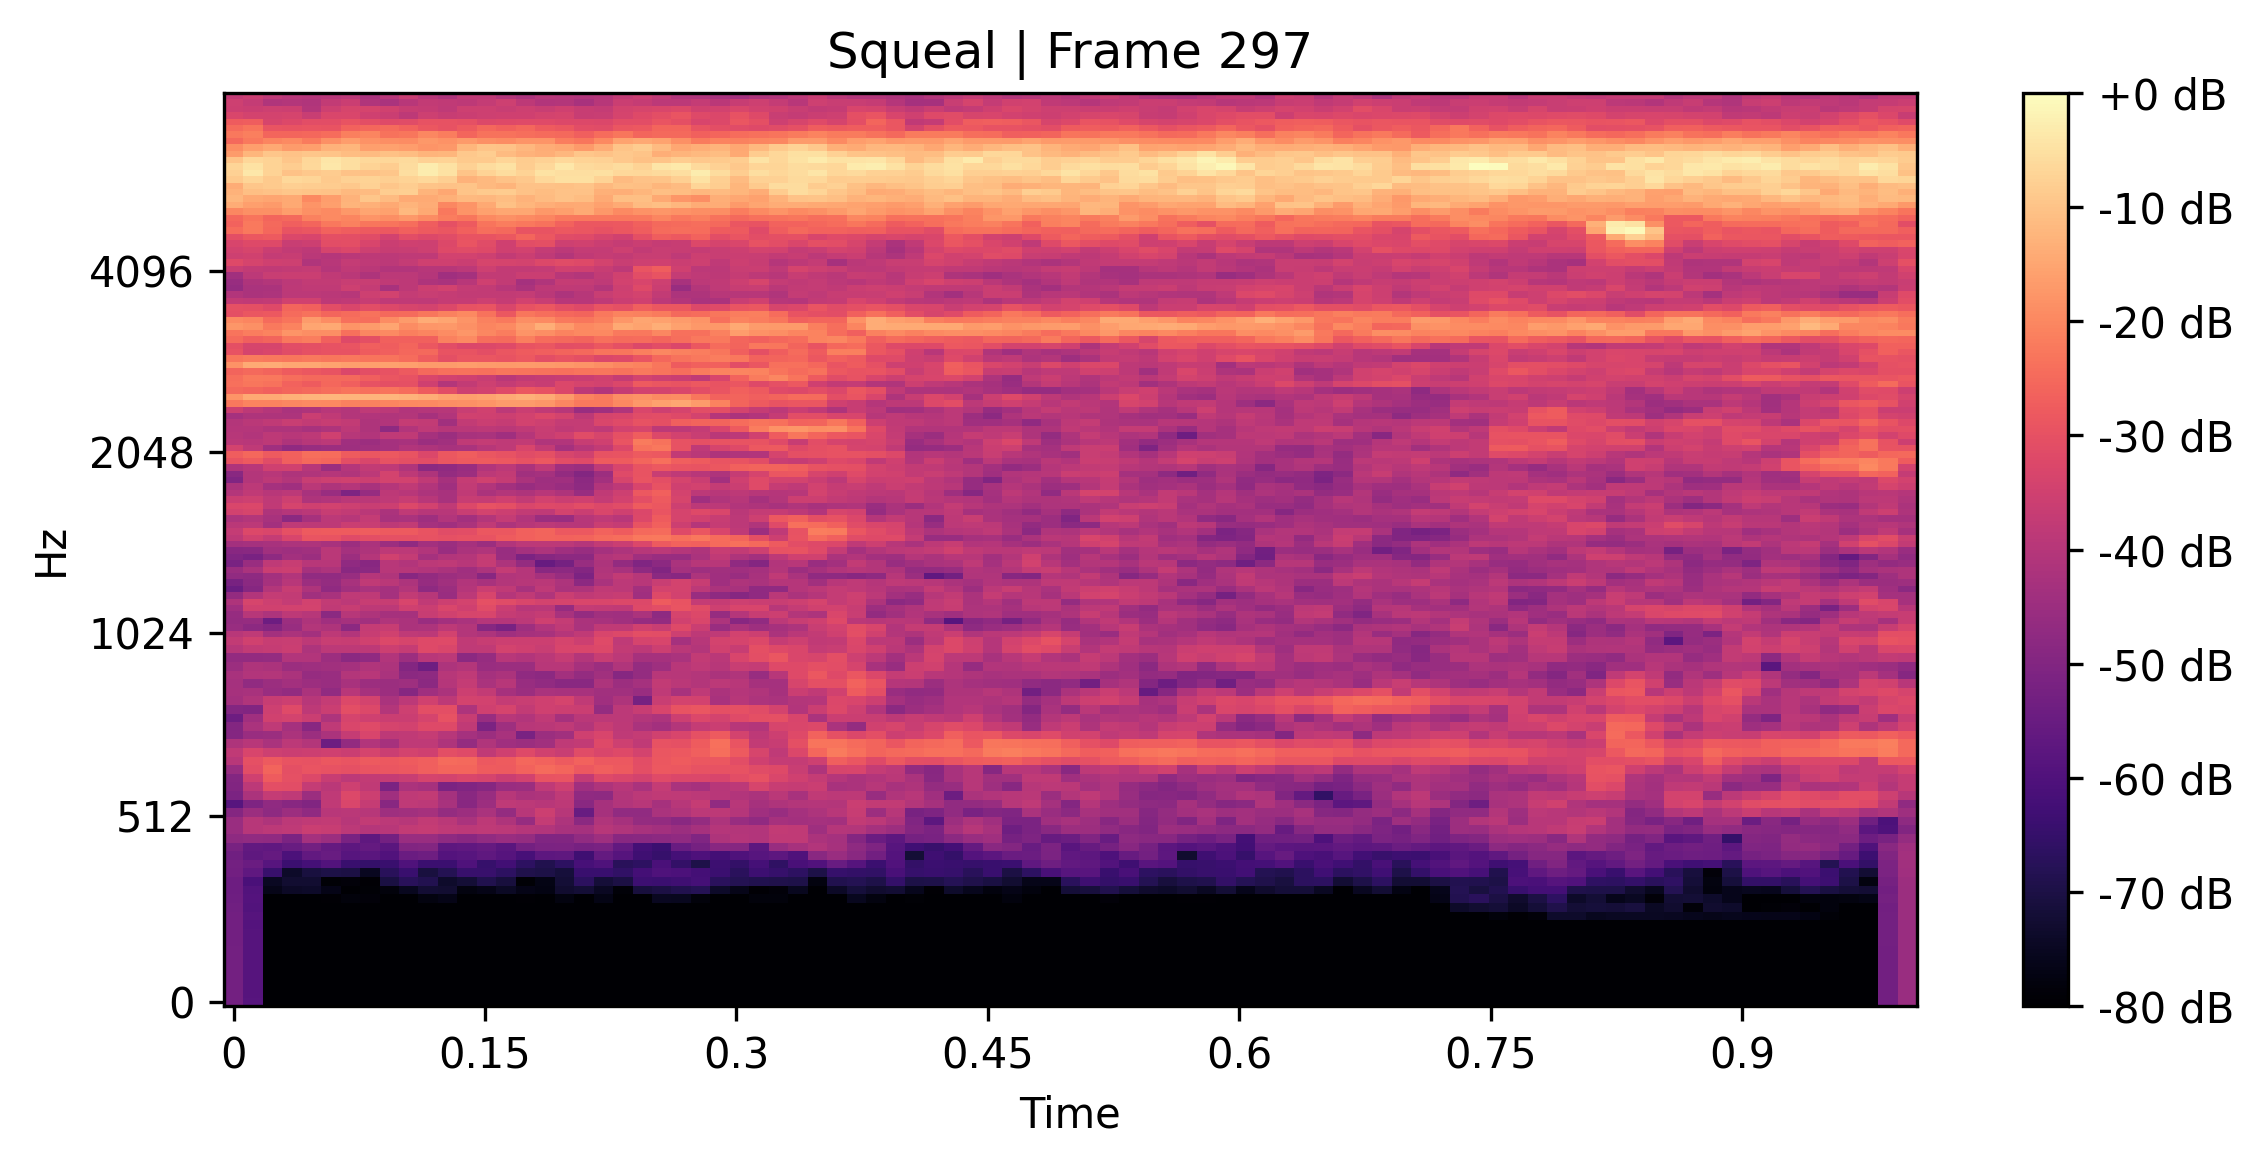 Squeal | Frame 297
+0 dB
-10 dB
-20 dB
-30 dB
-40 dB
-50 dB
-60 dB
-70 dB
-80 dB
4096
2048
1024
512
0
Hz
0 0.15 0.3 0.45 0.6 0.75 0.9
Time